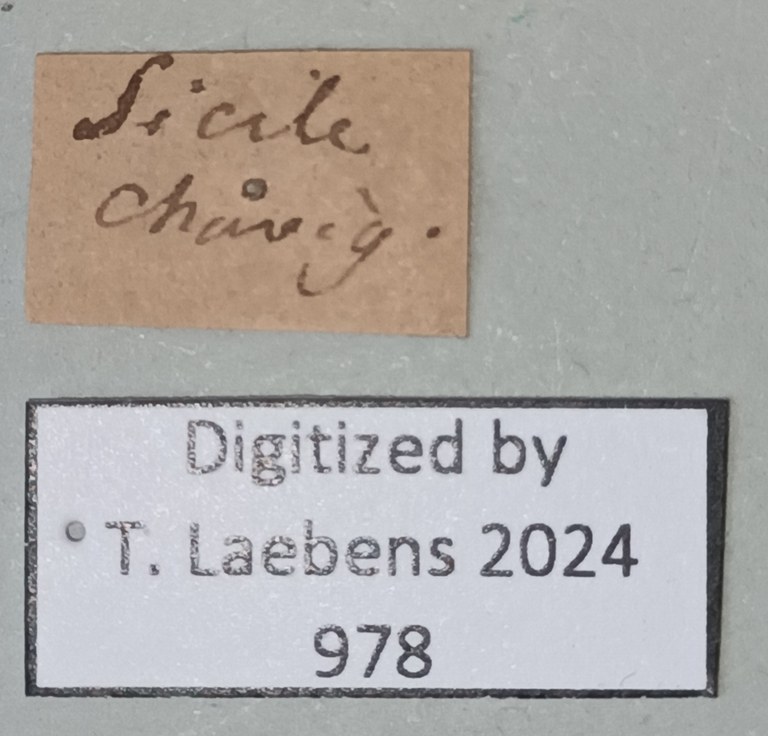 Sicile
Digitized by
T. Laebens 2024
978